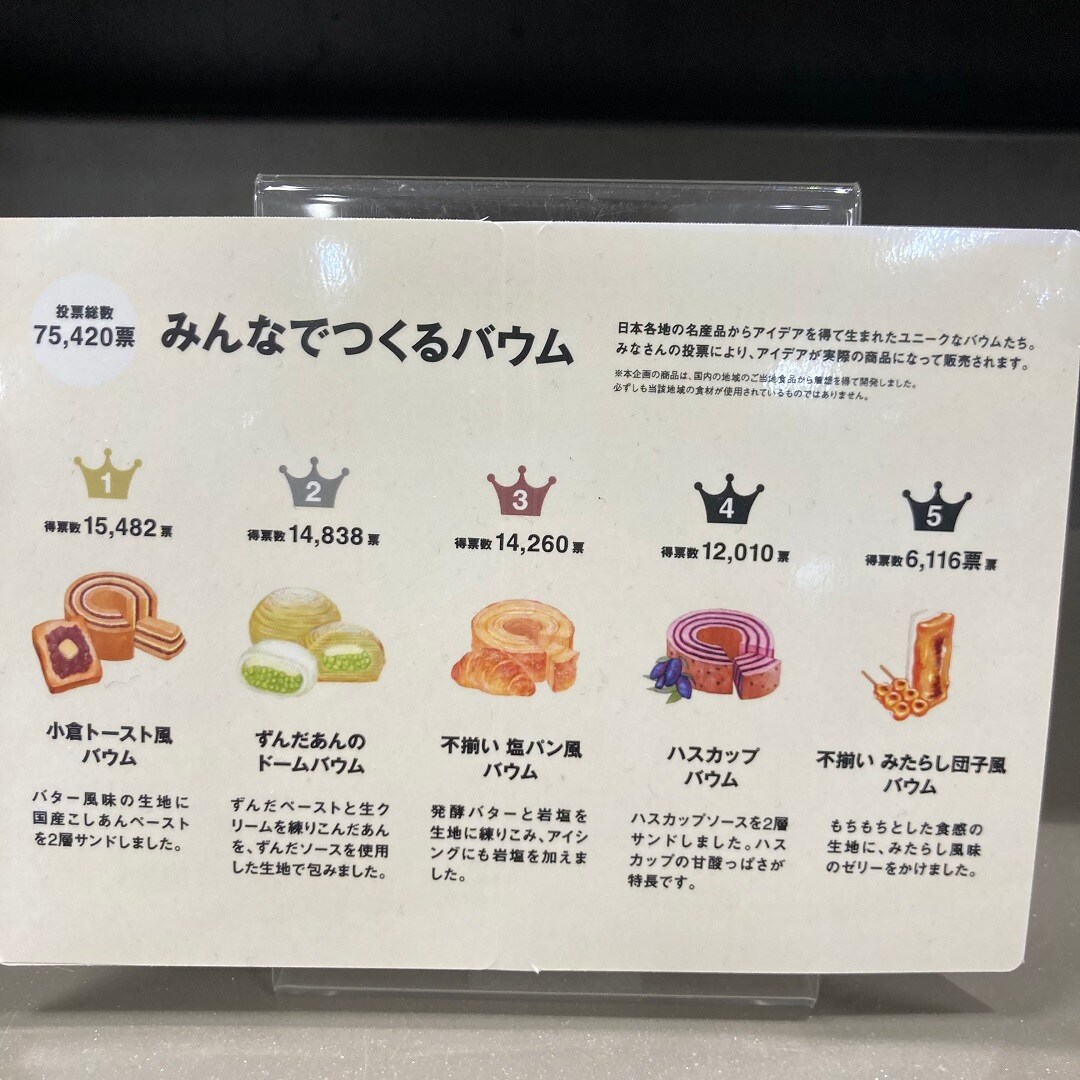 投票総数
75,420票
みんなでつくるバウム
日本各地の名産品からアイデアを得て生まれたユニークなバウムたち。
みなさんの投票により、アイデアが実際の商品になって販売されます。
※本企画の商品は、国内の地域のご当地食品から着想を得て開発しました。
必ずしも当該地域の食材が使用されているものではありません。
1
得票数15,482票
小倉トースト風
バウム
バター風味の生地に
国産こしあんペースト
を2層サンドしました。
2
得票数14,838票
ずんだあんの
ドームバウム
ずんだペーストと生ク
リームを練りこんだあん
を、ずんだソースを使用
した生地で包みました。
3
得票数14,260票
不揃い 塩パン風
バウム
発酵バターと岩塩を
生地に練りこみ、アイシ
ングにも岩塩を加えま
した。
4
得票数12,010票
ハスカップ
バウム
ハスカップソースを2層
サンドしました。ハス
カップの甘酸っぱさが
特長です。
5
得票数6,116票票
不揃い みたらし団子風
バウム
もちもちとした食感の
生地に、みたらし風味
のゼリーをかけました。